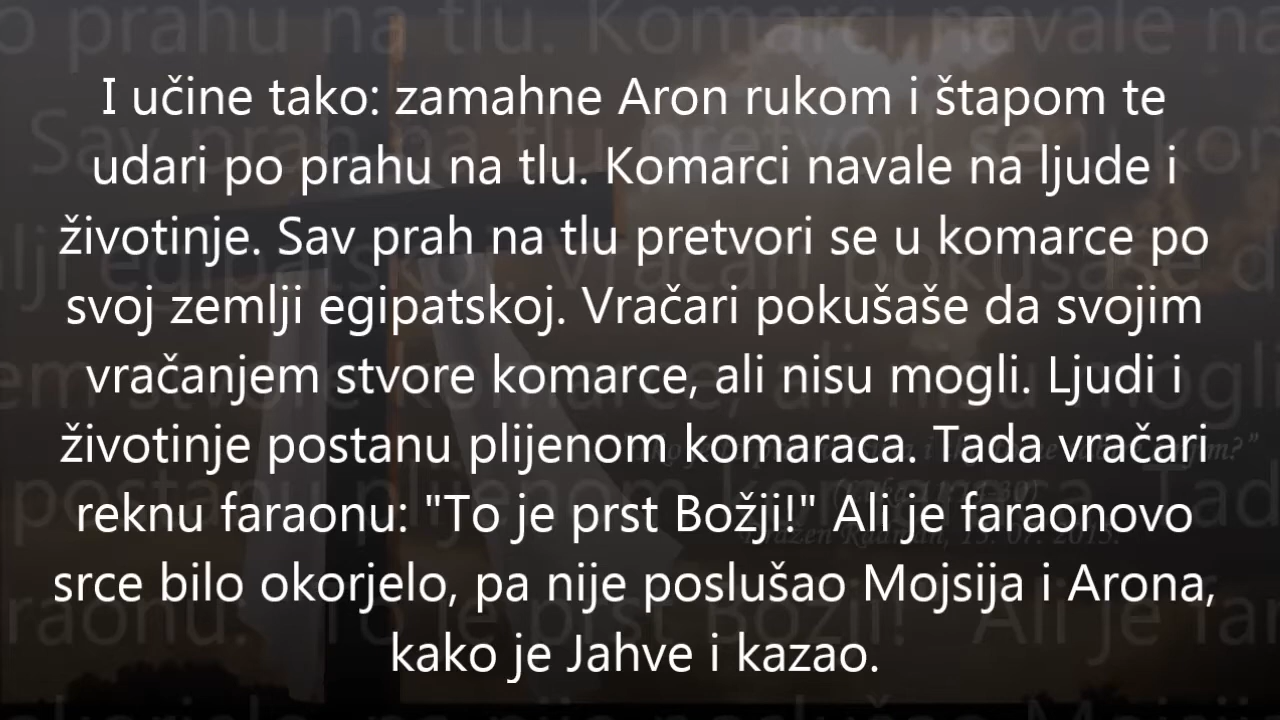 I učine tako: zamahne Aron rukom i štapom te
udari po prahu na tlu. Komarci navale na ljude i
životinje. Sav prah na tlu pretvori se u komarce po
svoj zemlji egipatskoj. Vračari pokušaše da svojim
vračanjem stvore komarce, ali nisu mogli. Ljudi i
životinje postanu plijenom komaraca. Tada vračari
reknu faraonu: "To je prst Božji!" Ali je faraonovo
srce bilo okorjelo, pa nije poslušao Mojsija i Arona,
kako je Jahve i kazao.